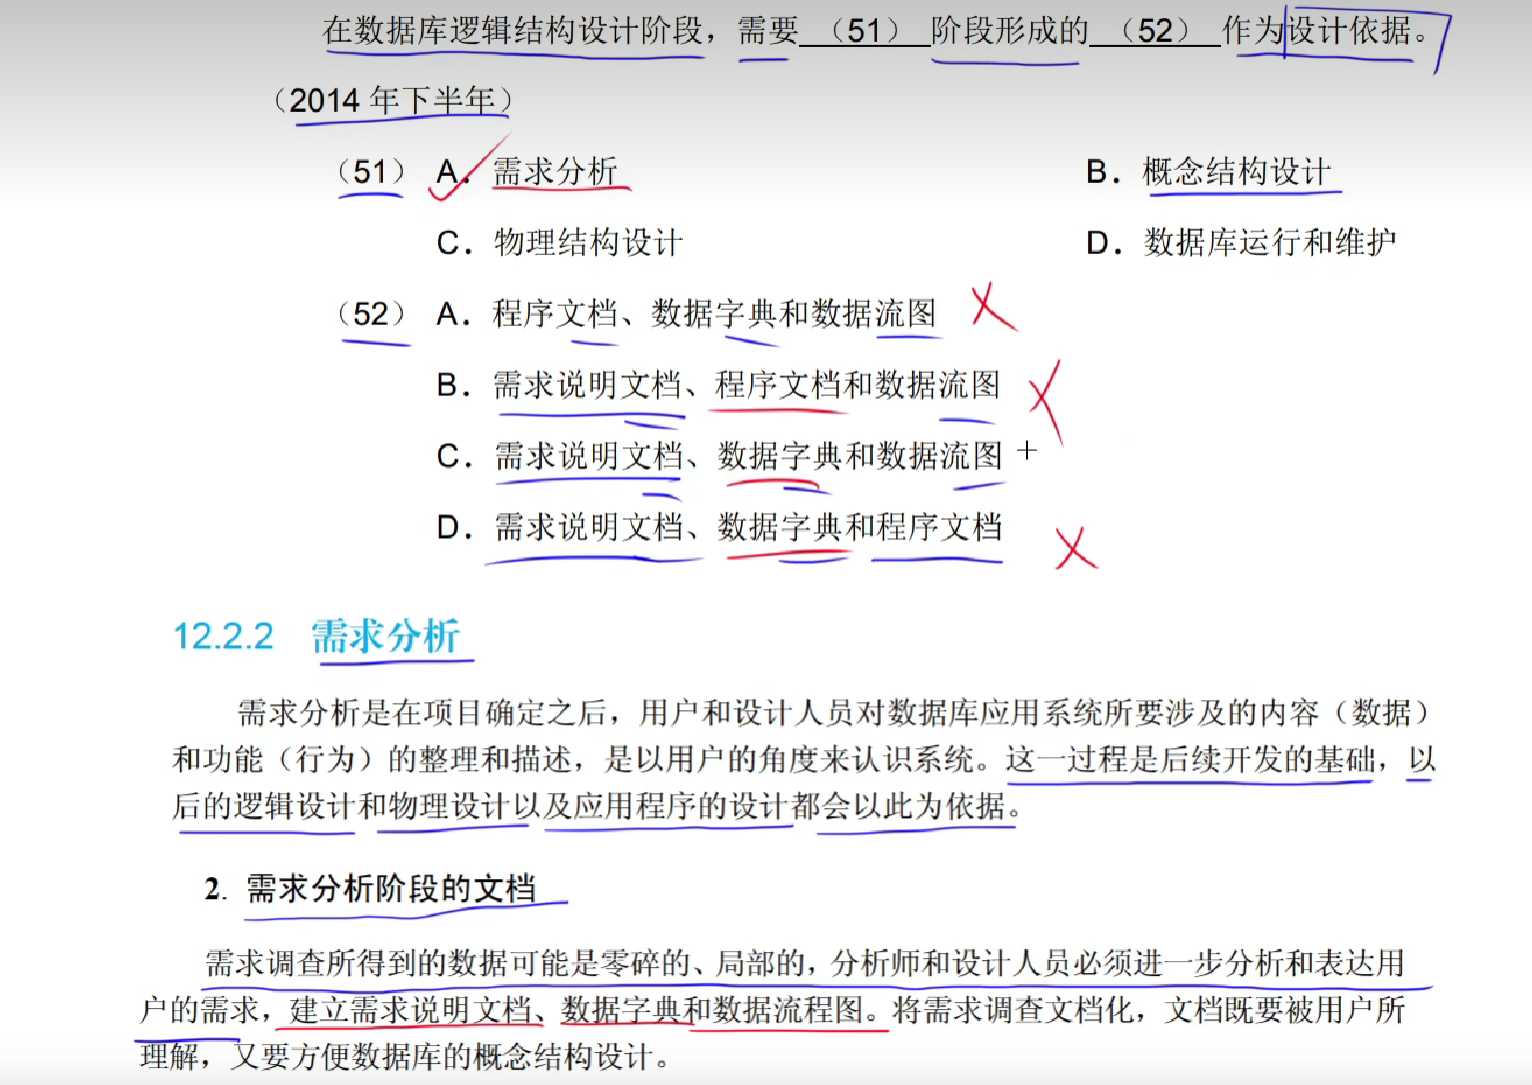 在数据库逻辑结构设计阶段，需要 （51） 阶段形成的 （52） 作为设计依据。
（2014 年下半年）
（51） A．需求分析 B．概念结构设计
C．物理结构设计 D．数据库运行和维护
（52） A．程序文档、数据字典和数据流图
B．需求说明文档、程序文档和数据流图
C．需求说明文档、数据字典和数据流图
D．需求说明文档、数据字典和程序文档
12.2.2 需求分析
需求分析是在项目确定之后，用户和设计人员对数据库应用系统所要涉及的内容（数据）
和功能（行为）的整理和描述，是以用户的角度来认识系统。这一过程是后续开发的基础，以
后的逻辑设计和物理设计以及应用程序的设计都会以此为依据。
2. 需求分析阶段的文档
需求调查所得到的数据可能是零碎的、局部的，分析师和设计人员必须进一步分析和表达用
户的需求，建立需求说明文档、数据字典和数据流程图。将需求调查文档化，文档既要被用户所
理解，又要方便数据库的概念结构设计。